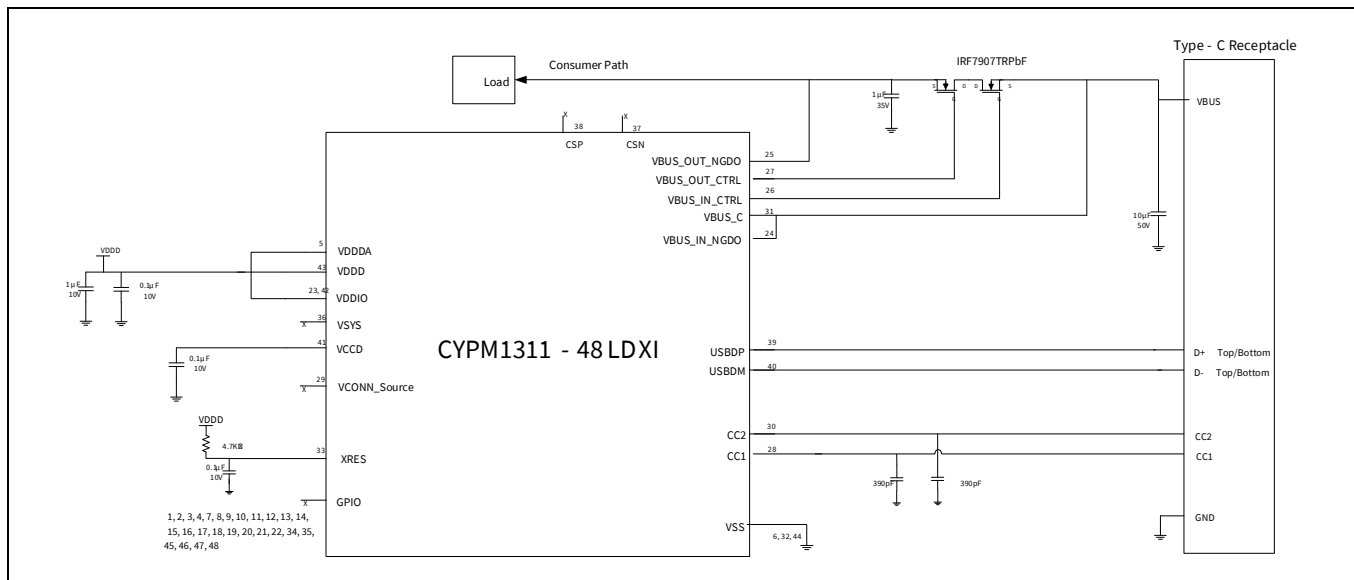 Type - C Receptacle
IRF7907TRPbF
Consumer Path
Load
1µF
35V
S
G
D
D
G
S
VBUS
X
38
CSP
X
37
CSN
VBUS_OUT_NGDO
25
VBUS_OUT_CTRL
27
VBUS_IN_CTRL
26
VBUS_C
31
VBUS_IN_NGDO
24
10µF
50V
VDDD
1µF
10V
0.1µF
10V
5
VDDDA
43
VDDD
23, 42
VDDIO
X
36
VSYS
41
VCCD
0.1µF
10V
X
29
VCONN_Source
CYPM1311 - 48 LDXI
USBDP
39
D+ Top/Bottom
USBDM
40
D- Top/Bottom
VDDD
4.7K
33
XRES
0.1µF
10V
CC2
30
CC2
CC1
28
CC1
390pF
390pF
X
GPIO
1, 2, 3, 4, 7, 8, 9, 10, 11, 12, 13, 14,
15, 16, 17, 18, 19, 20, 21, 22, 34, 35,
45, 46, 47, 48
VSS
6, 32, 44
GND